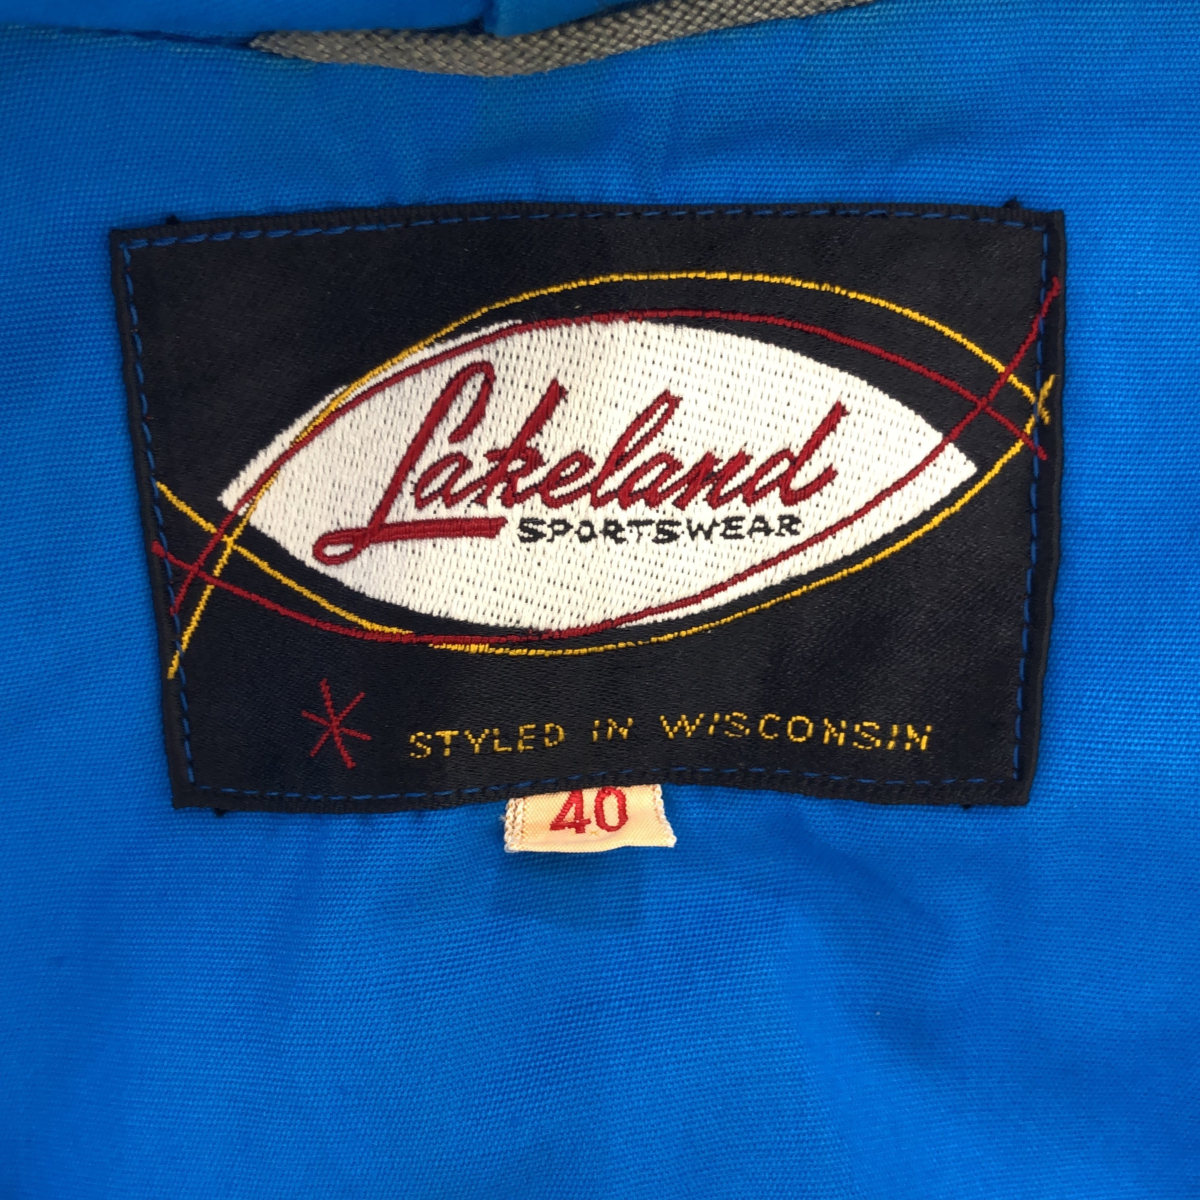 Lakeland
SPORTSWEAR
STYLED IN WISCONSIN
40